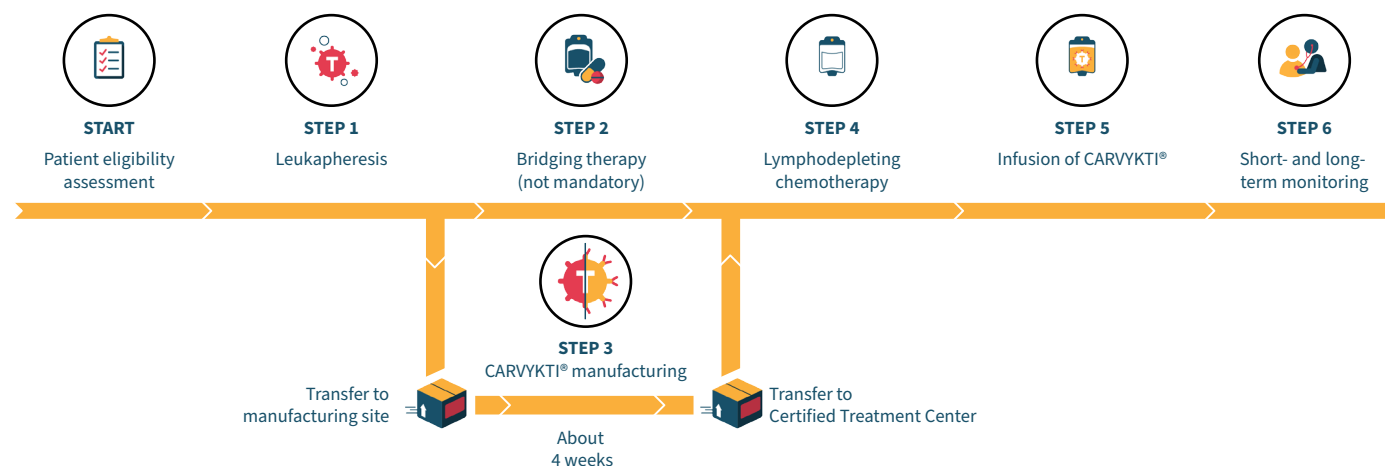 START
Patient eligibility
assessment
STEP 1
Leukapheresis
STEP 2
Bridging therapy
(not mandatory)
STEP 4
Lymphodepleting
chemotherapy
STEP 5
Infusion of CARVYKTI®
STEP 6
Short- and long-
term monitoring
T
STEP 3
CARVYKTI® manufacturing
Transfer to
manufacturing site
About
4 weeks
Transfer to
Certified Treatment Center